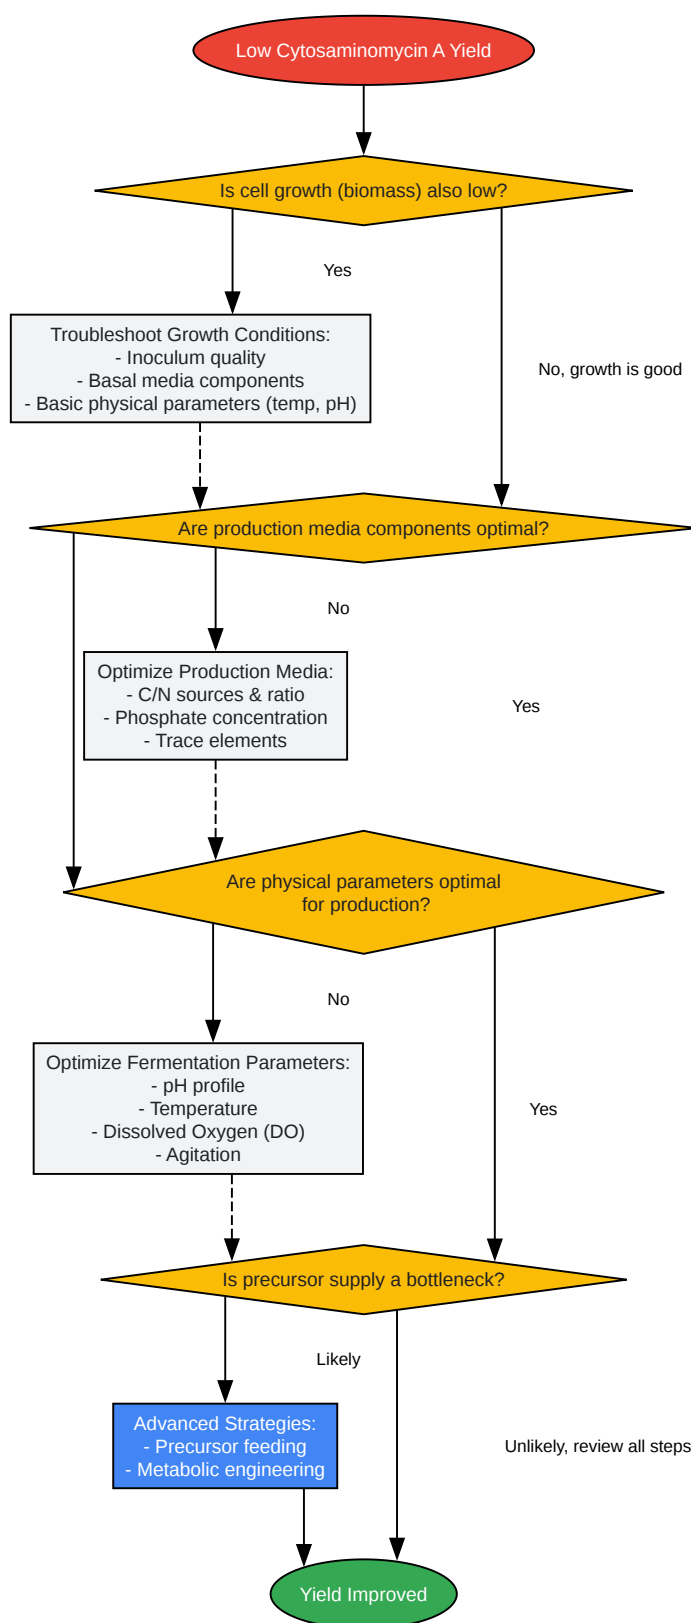 Low Cytosaminomycin A Yield
Is cell growth (biomass) also low?
Yes
Troubleshoot Growth Conditions:
- Inoculum quality
- Basal media components
- Basic physical parameters (temp, pH)
No, growth is good
Are production media components optimal?
No
Optimize Production Media:
- C/N sources & ratio
- Phosphate concentration
- Trace elements
Yes
Are physical parameters optimal
for production?
No
Optimize Fermentation Parameters:
- pH profile
- Temperature
- Dissolved Oxygen (DO)
- Agitation
Yes
Is precursor supply a bottleneck?
Likely
Advanced Strategies:
- Precursor feeding
- Metabolic engineering
Unlikely, review all steps
Yield Improved